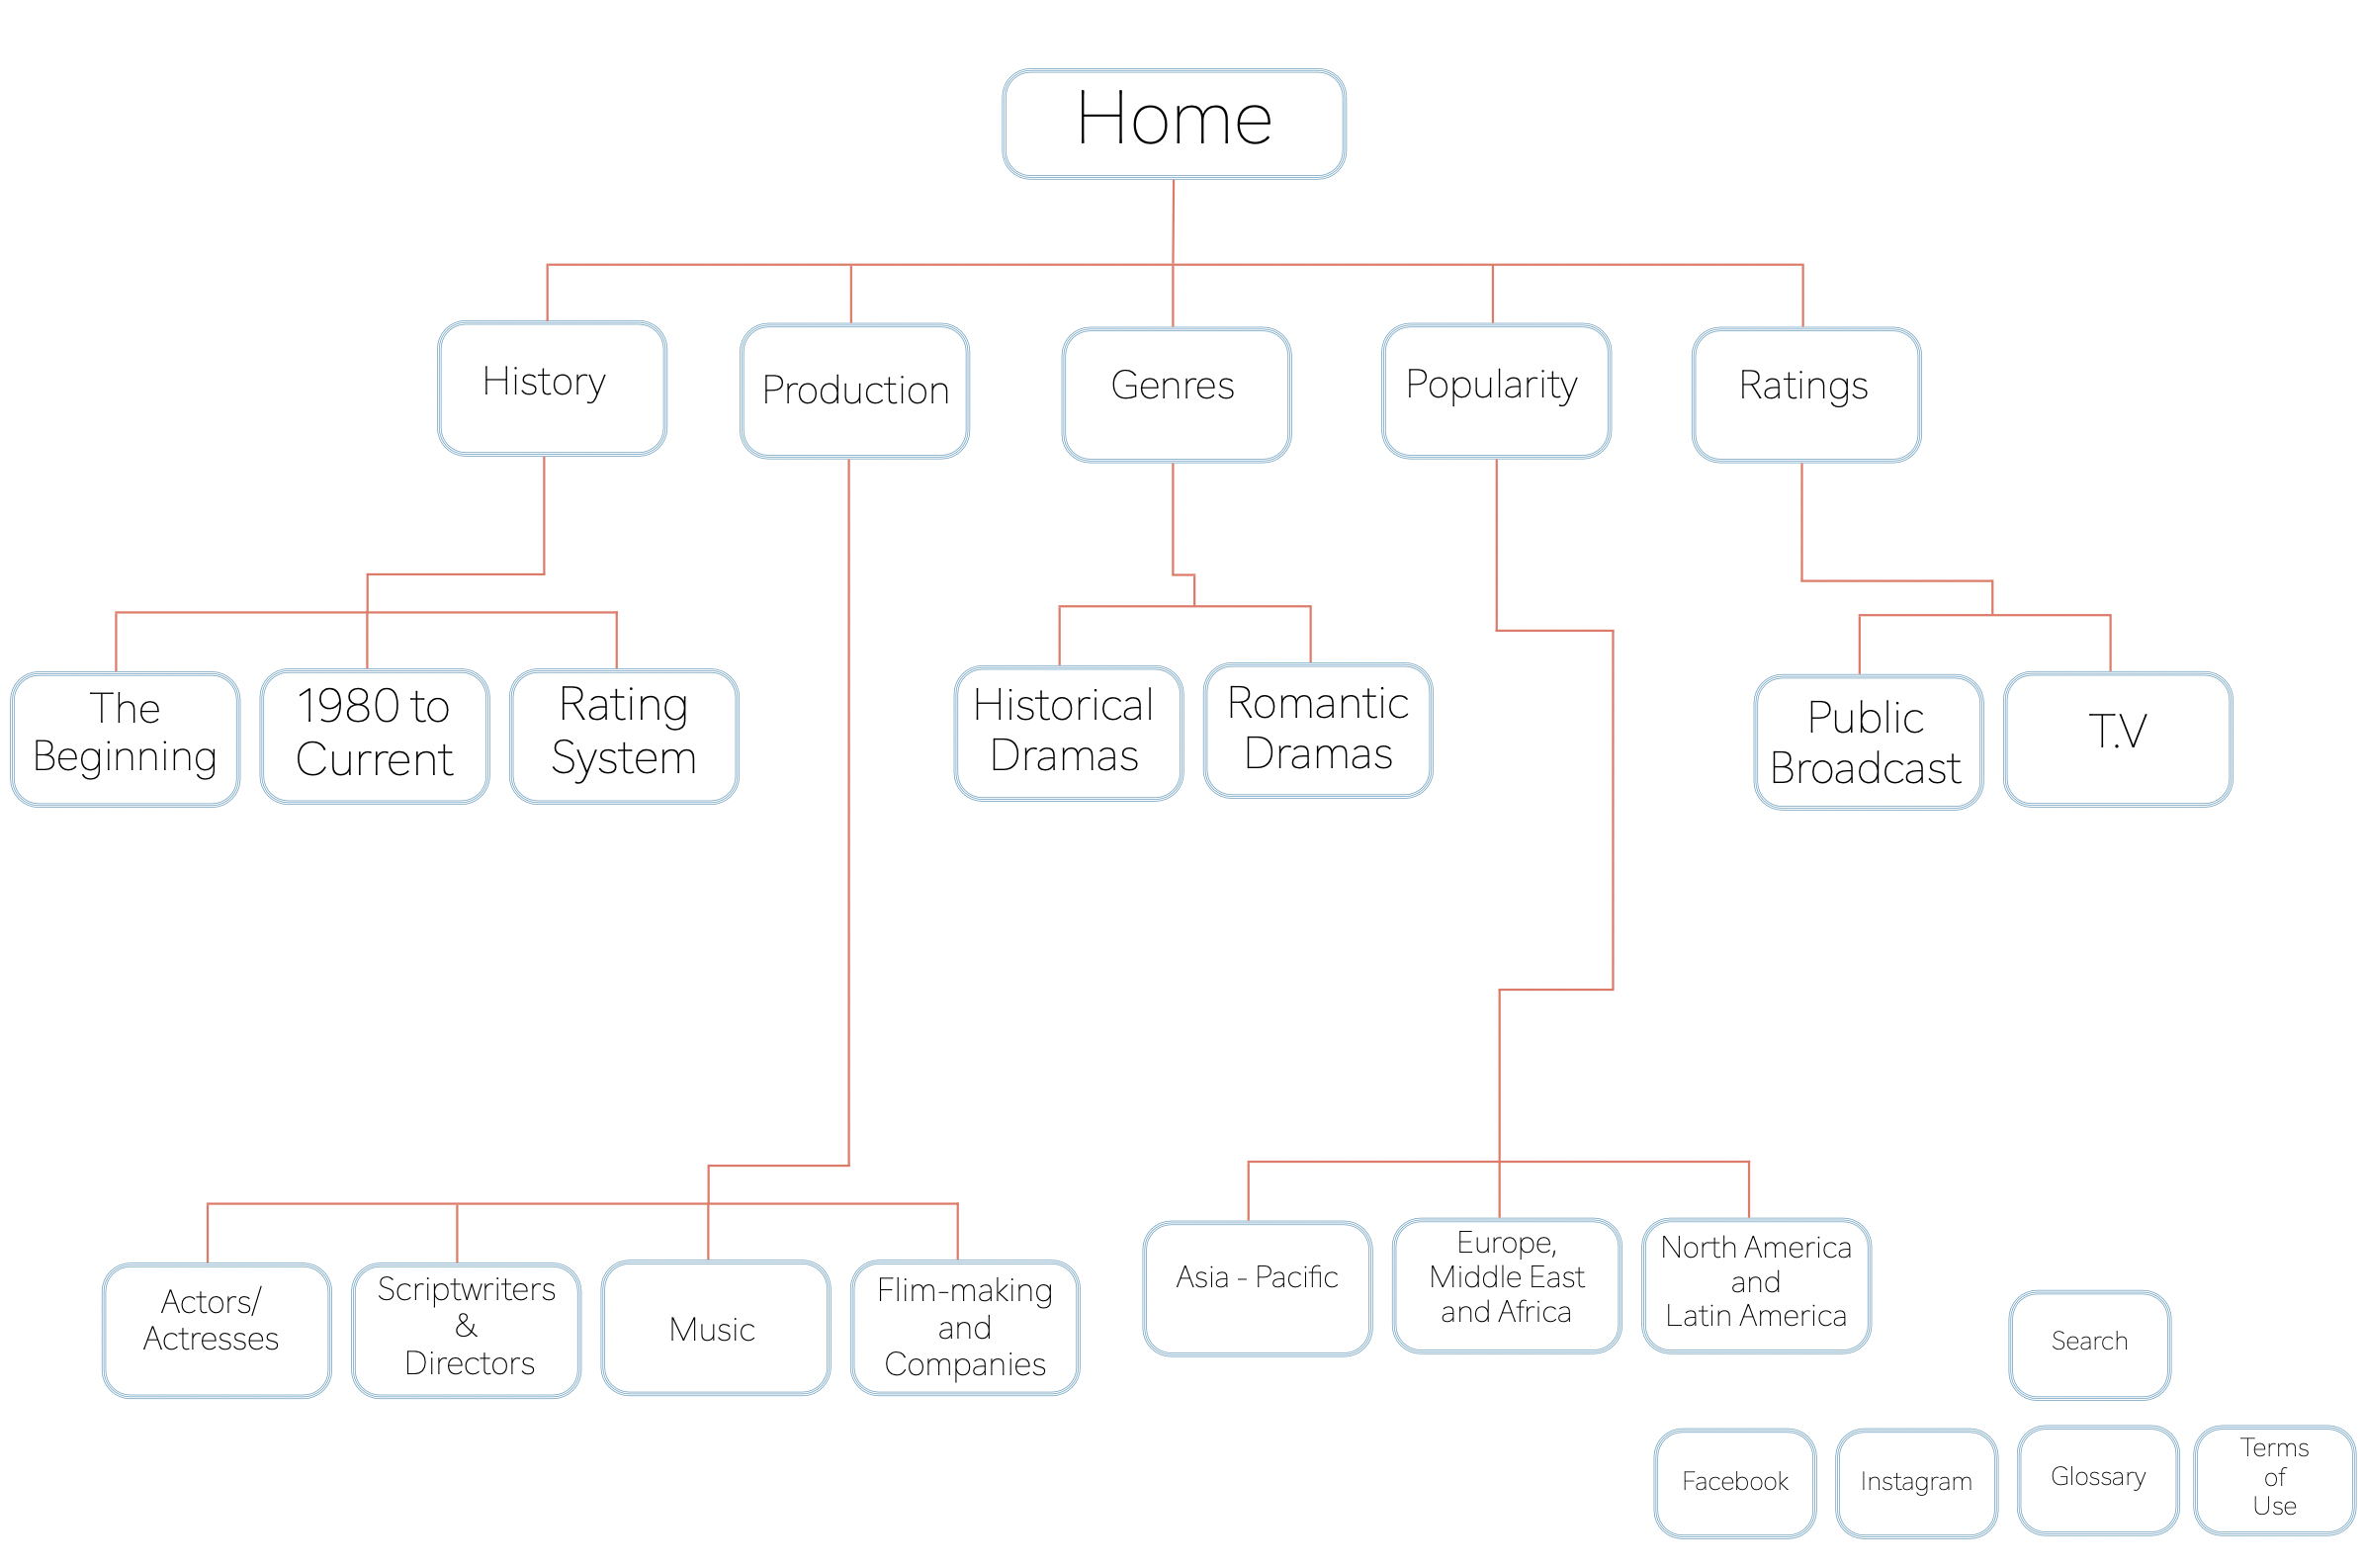 Home
History
Production
Genres
Popularity
Ratings
The
Beginning
1980 to
Current
Rating
System
Historical
Dramas
Romantic
Dramas
Public
Broadcast
T.V
Actors/
Actresses
Scriptwriters
&
Directors
Music
Flim-making
and
Companies
Asia - Pacific
Europe,
Middle East
and Africa
North America
and
Latin America
Search
Facebook
Instagram
Glossary
Terms
of
Use